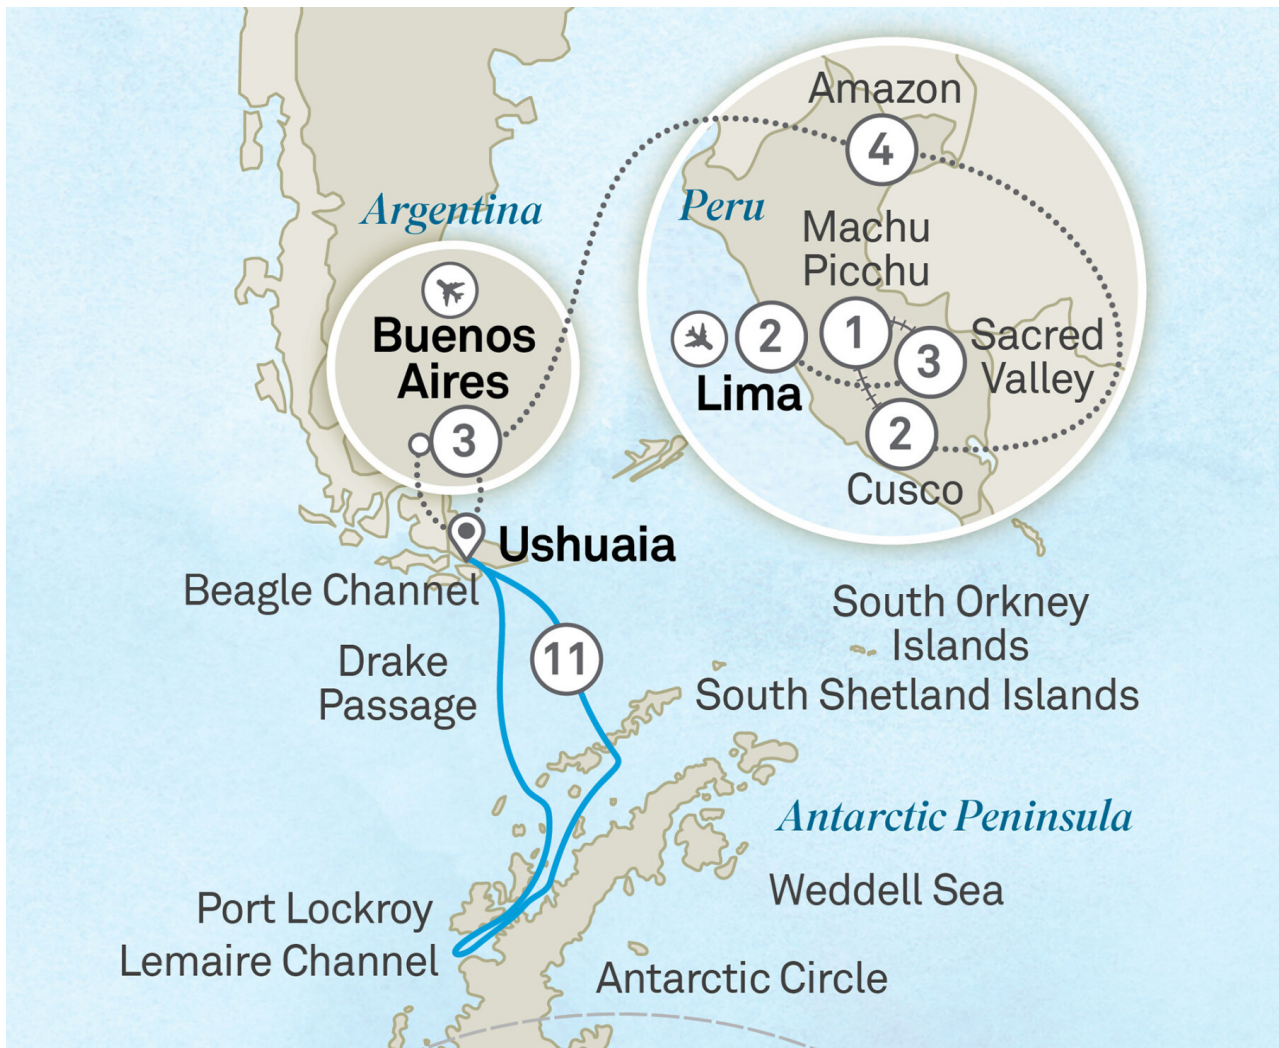 Amazon
4
Argentina
Peru
Machu
Picchu
Buenos
Aires
2
1
3
Sacred
Valley
Lima
3
2
Cusco
Ushuaia
Beagle Channel
South Orkney
Islands
11
Drake
Passage
South Shetland Islands
Antarctic Peninsula
Weddell Sea
Port Lockroy
Lemaire Channel
Antarctic Circle